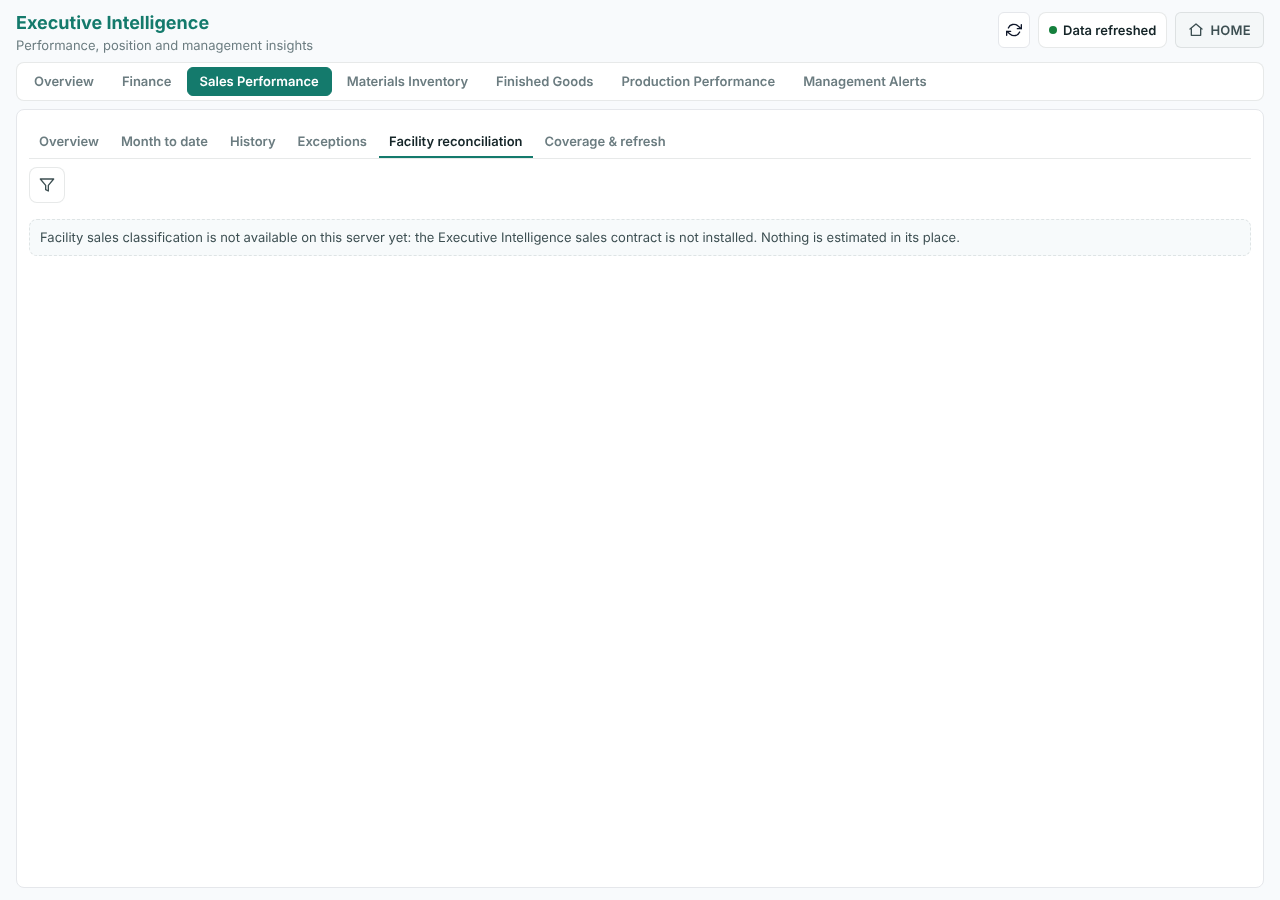 Executive Intelligence
Performance, position and management insights
Data refreshed
HOME
Overview
Finance
Sales Performance
Materials Inventory
Finished Goods
Production Performance
Management Alerts
Overview
Month to date
History
Exceptions
Facility reconciliation
Coverage & refresh
Facility sales classification is not available on this server yet: the Executive Intelligence sales contract is not installed. Nothing is estimated in its place.